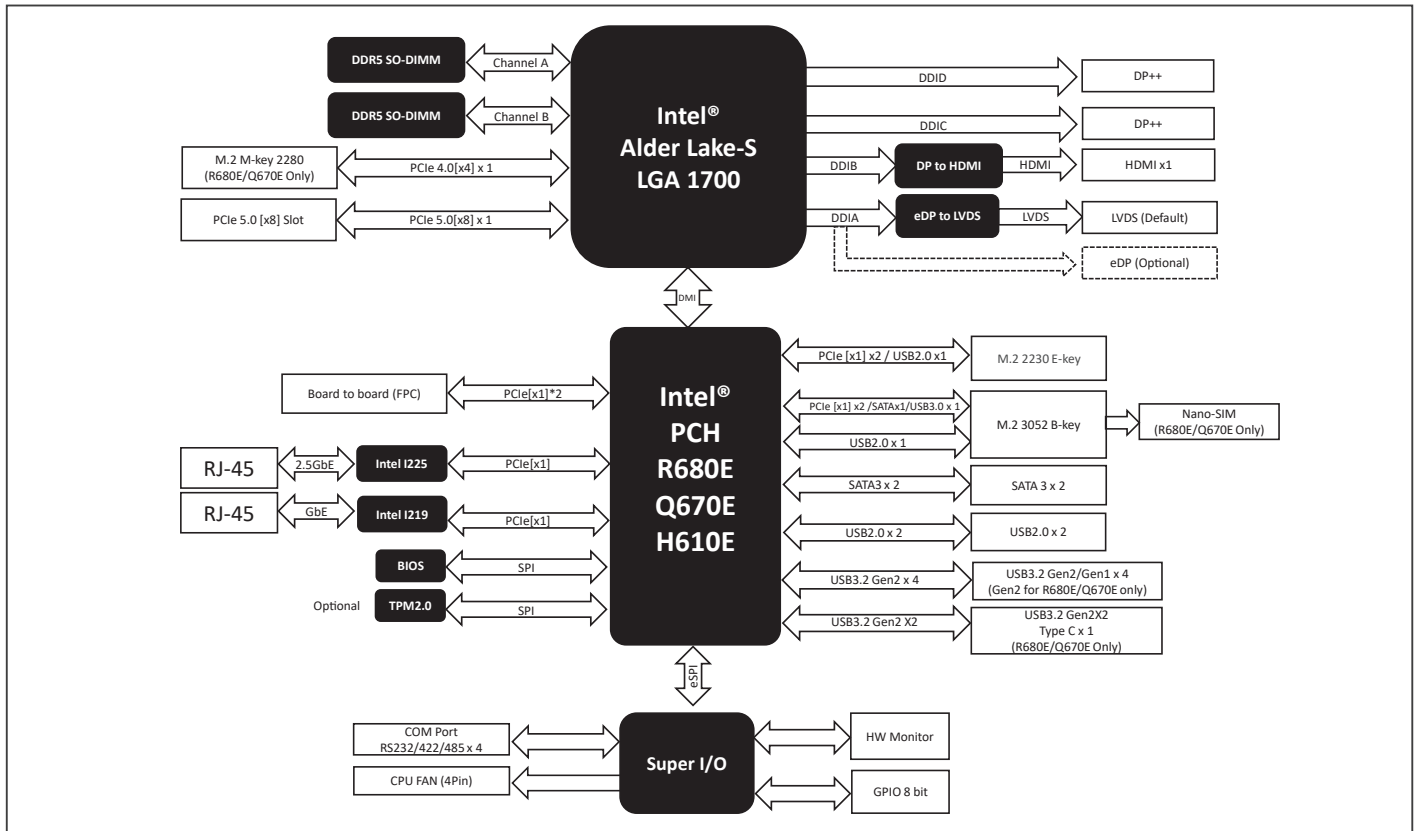 DDR5 SO-DIMM
Channel A
DDR5 SO-DIMM
Channel B
M.2 M-key 2280
(R680E/Q670E Only)
PCIe 4.0[x4] x 1
PCIe 5.0 [x8] Slot
PCIe 5.0[x8] x 1
Intel®
Alder Lake-S
LGA 1700
DDID
DP++
DDIC
DP++
DDIB
DP to HDMI
HDMI
HDMI x1
DDIA
eDP to LVDS
LVDS
LVDS (Default)
eDP (Optional)
DMI
Board to board (FPC)
PCIe[x1]*2
RJ-45
2.5GbE
Intel I225
PCIe[x1]
RJ-45
GbE
Intel I219
PCIe[x1]
BIOS
SPI
Optional
TPM2.0
SPI
Intel®
PCH
R680E
Q670E
H610E
PCIe [x1] x2 / USB2.0 x1
M.2 2230 E-key
PCIe [x1] x2 /SATAx1/USB3.0 x 1
USB2.0 x 1
M.2 3052 B-key
Nano-SIM
(R680E/Q670E Only)
SATA3 x 2
SATA 3 x 2
USB2.0 x 2
USB2.0 x 2
USB3.2 Gen2 x 4
USB3.2 Gen2/Gen1 x 4
(Gen2 for R680E/Q670E only)
USB3.2 Gen2 X2
USB3.2 Gen2X2
Type C x 1
(R680E/Q670E Only)
eSPI
COM Port
RS232/422/485 x 4
CPU FAN (4Pin)
Super I/O
HW Monitor
GPIO 8 bit